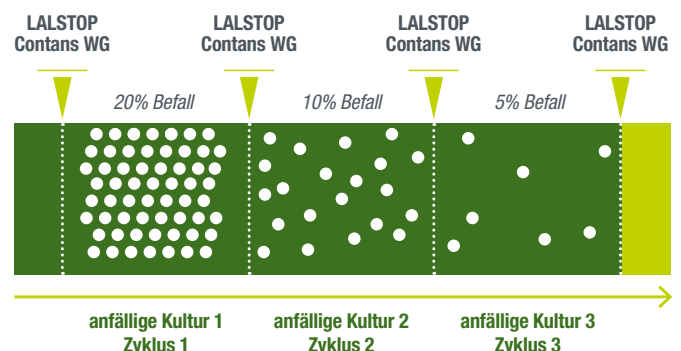 LALSTOP
Contans WG
LALSTOP
Contans WG
LALSTOP
Contans WG
LALSTOP
Contans WG
20% Befall
10% Befall
5% Befall
anfällige Kultur 1
Zyklus 1
anfällige Kultur 2
Zyklus 2
anfällige Kultur 3
Zyklus 3